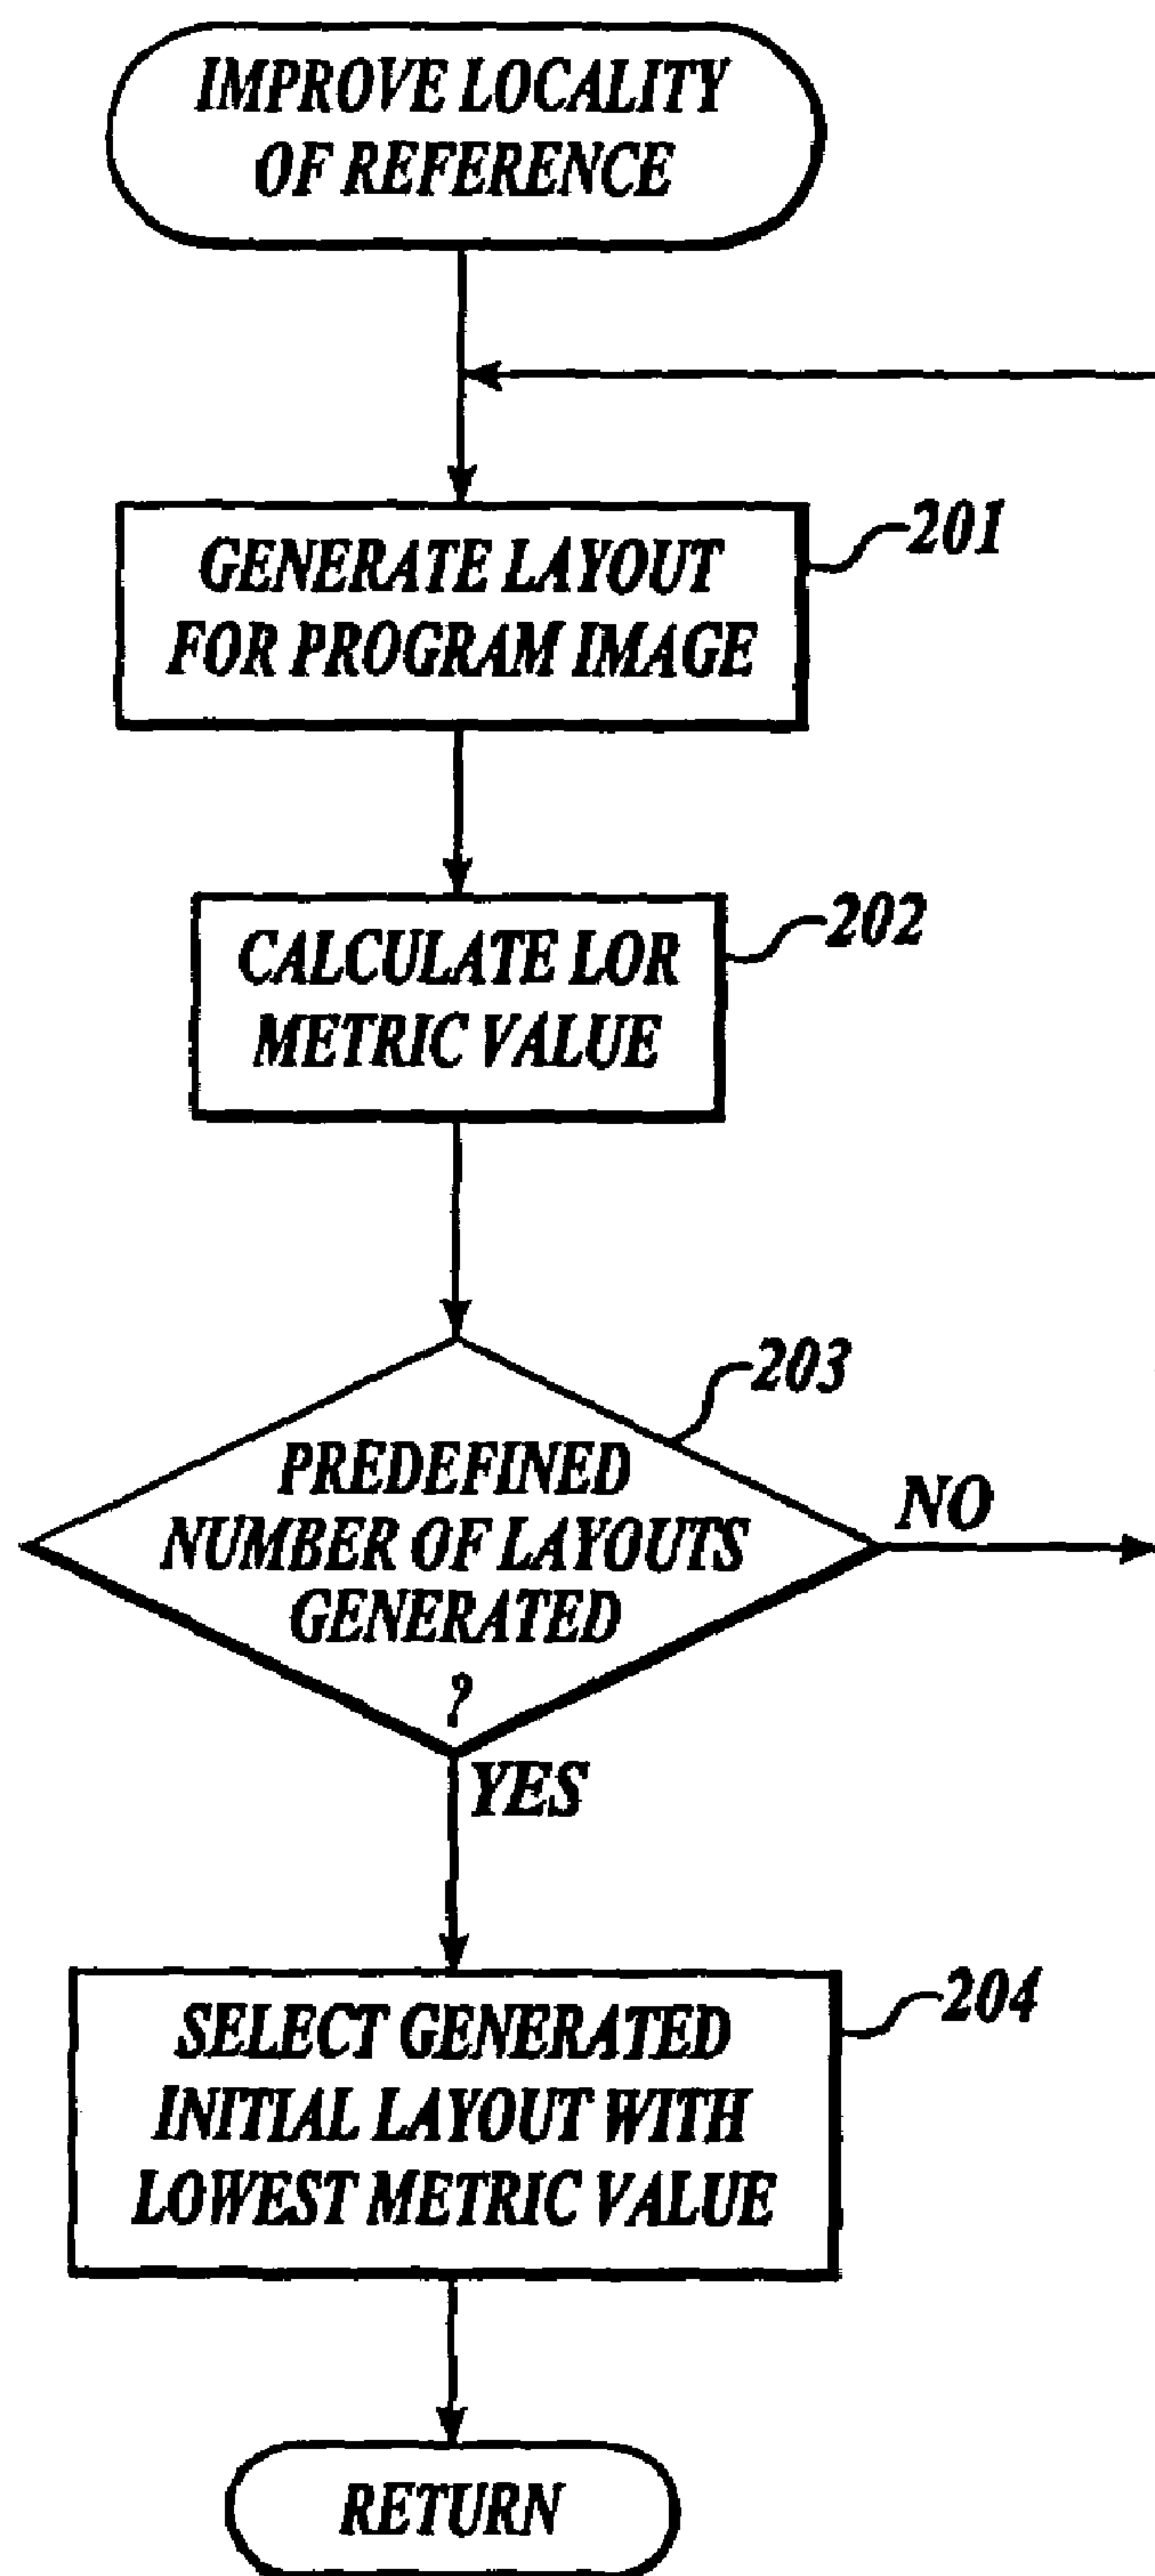 IMPROVE LOCALITY
OF REFERENCE
201
GENERATE LAYOUT
FOR PROGRAM IMAGE
202
CALCULATE LOR
METRIC VALUE
203
PREDEFINED
NUMBER OF LAYOUTS
GENERATED
?
NO
YES
204
SELECT GENERATED
INITIAL LAYOUT WITH
LOWEST METRIC VALUE
RETURN